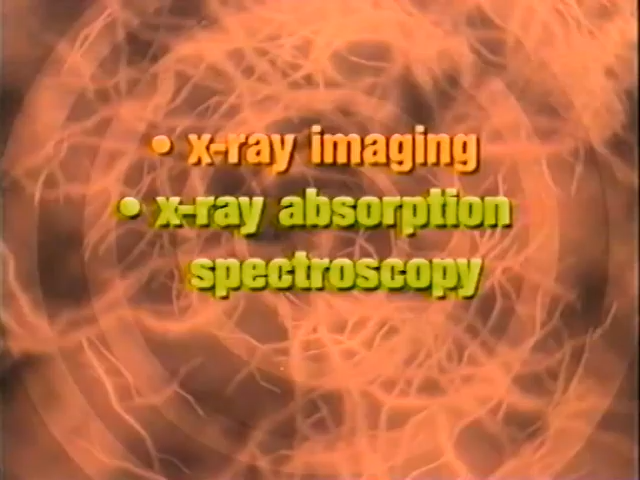 • x-ray imaging
• x-ray absorption
spectroscopy